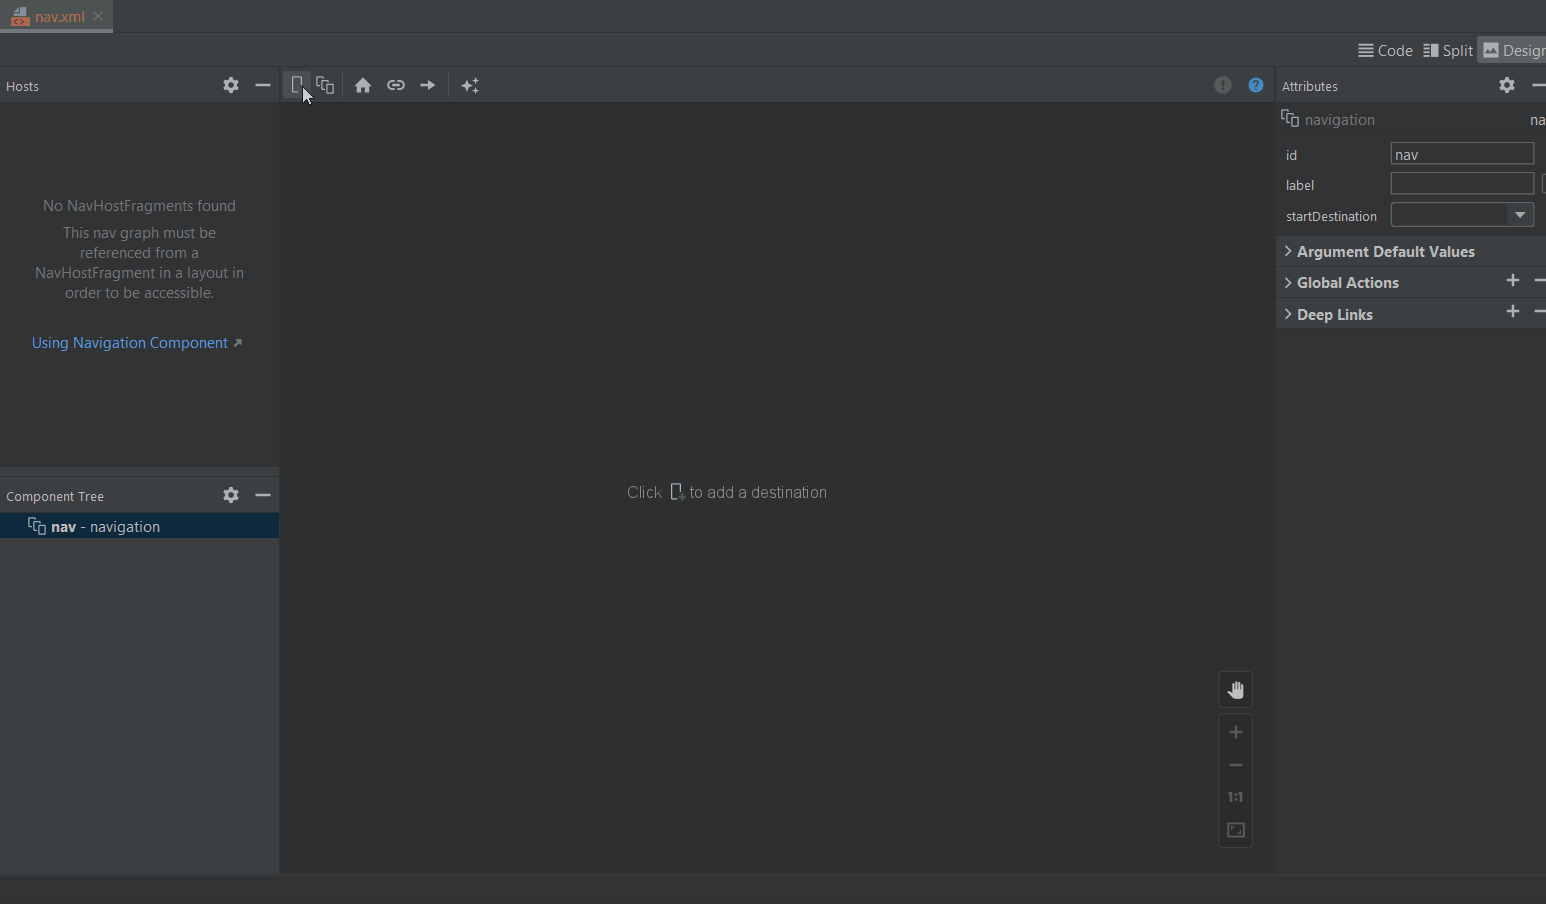 nav.xml
Code
Split
Design
Hosts
Attributes
navigation
na
id
nav
label
startDestination
Argument Default Values
Global Actions
Deep Links
No NavHostFragments found
This nav graph must be
referenced from a
NavHostFragment in a layout in
order to be accessible.
Using Navigation Component
Click to add a destination
Component Tree
nav - navigation
1:1